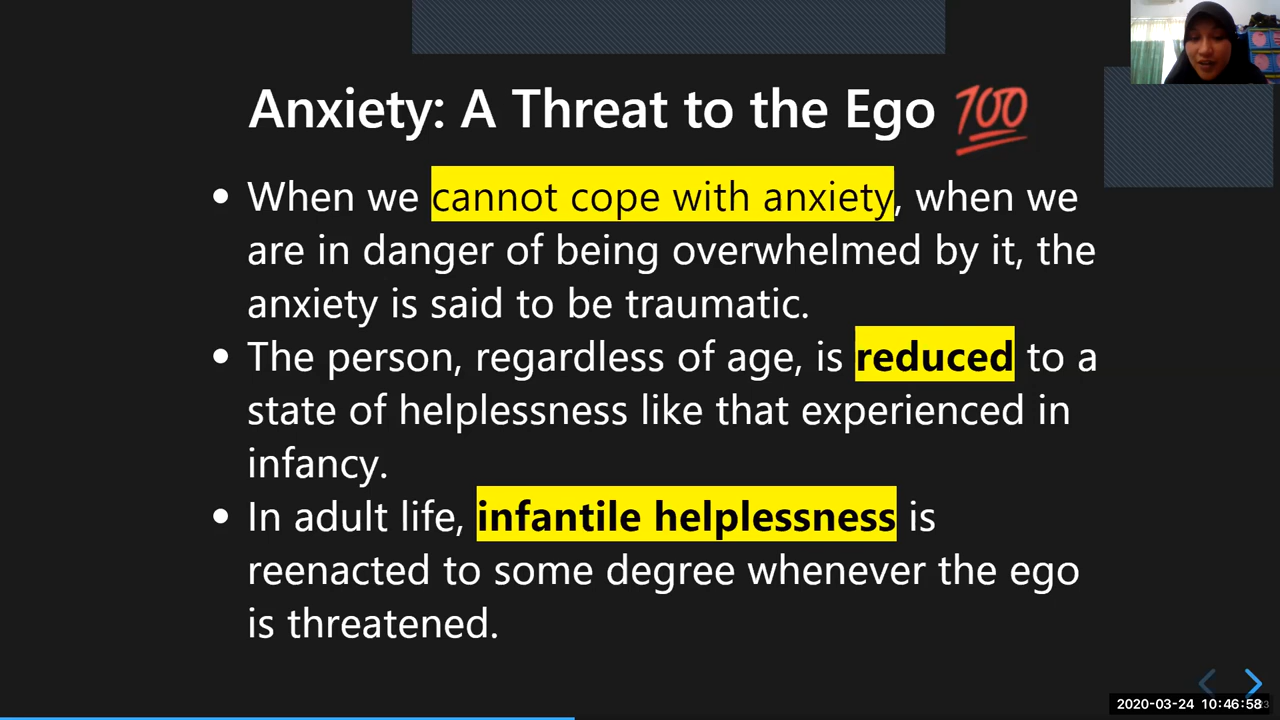 Anxiety: A Threat to the Ego 💯
• When we cannot cope with anxiety, when we
are in danger of being overwhelmed by it, the
anxiety is said to be traumatic.
• The person, regardless of age, is reduced to a
state of helplessness like that experienced in
infancy.
• In adult life, infantile helplessness is
reenacted to some degree whenever the ego
is threatened.
2020-03-24 10:46:58